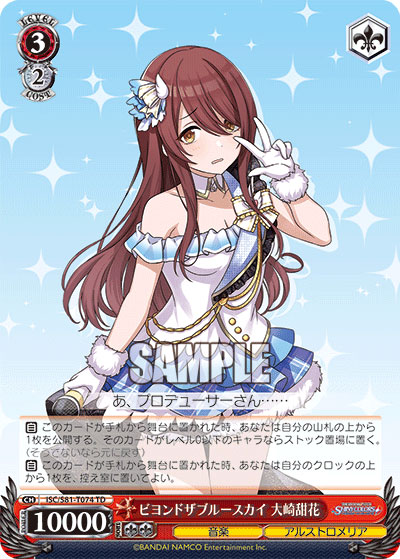 LEVEL
3
2
COST
SAMPLE
あ、プロデューサーさん……
自 このカードが手札から舞台に置かれた時、あなたは自分の山札の上から
1枚を公開する。そのカードがレベル0以下のキャラならストック置場に置く。
(そうでないなら元に戻す)
自 このカードが手札から舞台に置かれた時、あなたは自分のクロックの上から
1枚を、控え室に置く。
CH
ISC/S81-T074 TD
ビヨンドザブルースカイ 大崎甜花
10000
音楽
アルストロメリア
©BANDAI NAMCO Entertainment Inc.